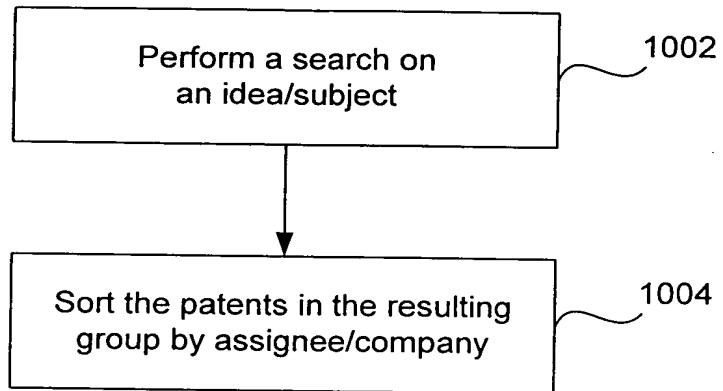 Perform a search on
an idea/subject
1002
Sort the patents in the resulting
group by assignee/company
1004